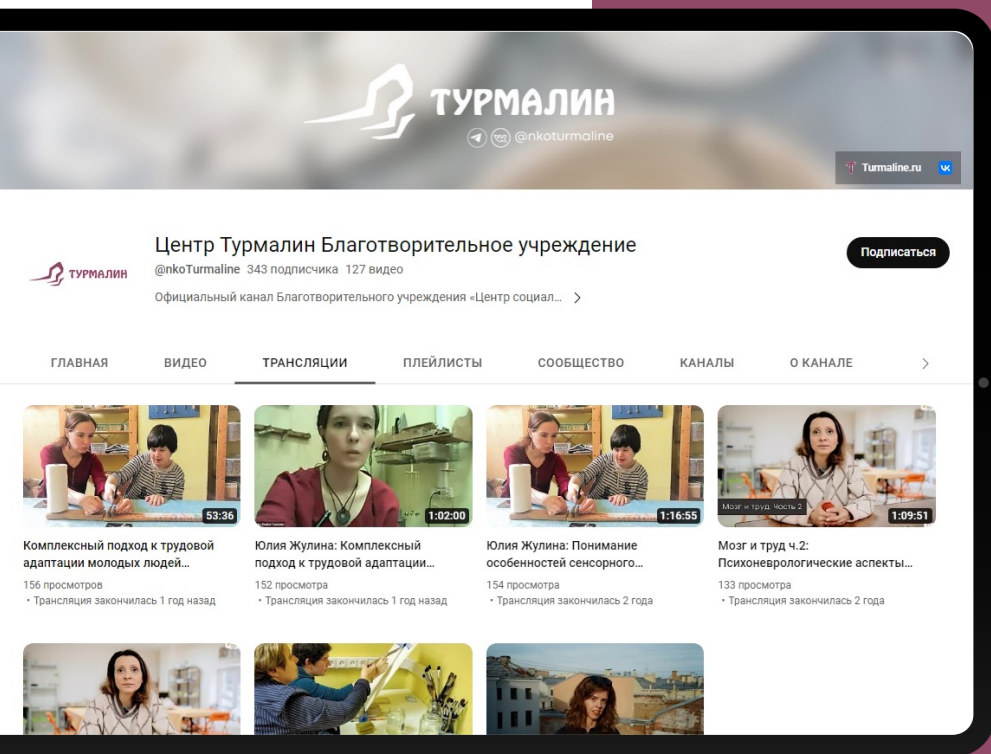 ТУРМАЛИН
@nkoturmaline
Turmaline.ru
Центр Турмалин Благотворительное учреждение
@nkoTurmaline 343 подписчика 127 видео
Официальный канал Благотворительного учреждения «Центр социал...
ТУРМАЛИН
Подписаться
ГЛАВНАЯ ВИДЕО ТРАНСЛЯЦИИ ПЛЕЙЛИСТЫ СООБЩЕСТВО КАНАЛЫ О КАНАЛЕ
53:36
1:02:00
1:16:55
Мозг и труд. Часть 2
1:09:51
Комплексный подход к трудовой
адаптации молодых людей...
156 просмотров
• Трансляция закончилась 1 год назад
Юлия Жулина: Комплексный
подход к трудовой адаптации...
152 просмотра
• Трансляция закончилась 1 год назад
Юлия Жулина: Понимание
особенностей сенсорного...
154 просмотра
• Трансляция закончилась 2 года
Мозг и труд ч.2:
Психоневрологические аспекты...
133 просмотра
• Трансляция закончилась 2 года